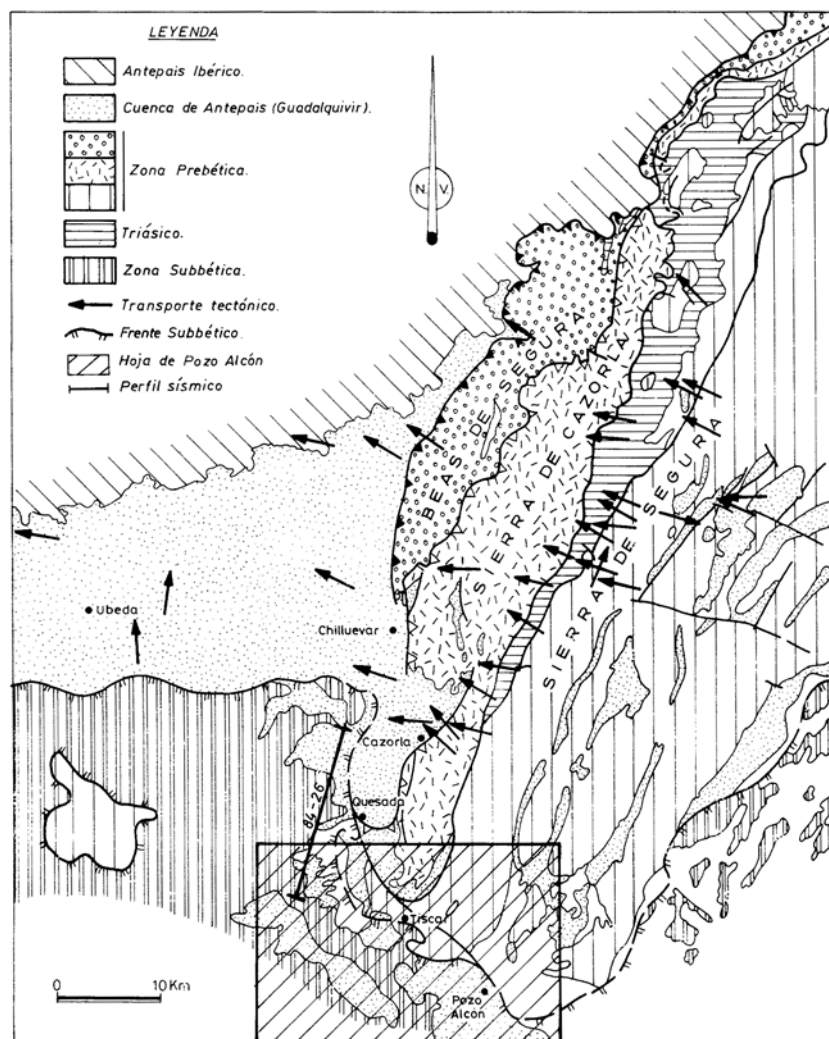 LEYENDA
Antepais Ibérico.
Cuenca de Antepais (Guadalquivir).
Zona Prebética.
Triásico.
Zona Subbética.
Transporte tectónico.
Frente Subbético.
Hoja de Pozo Alcón
Perfil sísmico
N. V.
BEAS DE SEGURA
SIERRA DE CAZORLA
SIERRA DE SEGURA
Ubeda
Chilluevar
Cazorla
84-26
Quesada
Tiscar
Pozo
Alcón
0 10 Km